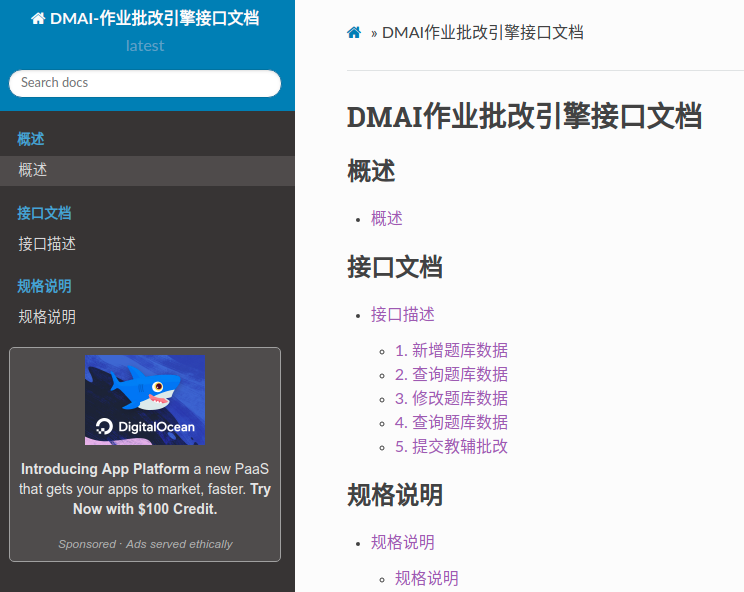 DMAI-作业批改引擎接口文档
latest
Search docs
概述
概述
接口文档
接口描述
规格说明
规格说明
DigitalOcean
Introducing App Platform a new PaaS
that gets your apps to market, faster. Try
Now with $100 Credit.
Sponsored · Ads served ethically
» DMAI作业批改引擎接口文档
DMAI作业批改引擎接口文档
概述
• 概述
接口文档
• 接口描述
◦ 1. 新增题库数据
◦ 2. 查询题库数据
◦ 3. 修改题库数据
◦ 4. 查询题库数据
◦ 5. 提交教辅批改
规格说明
• 规格说明
◦ 规格说明